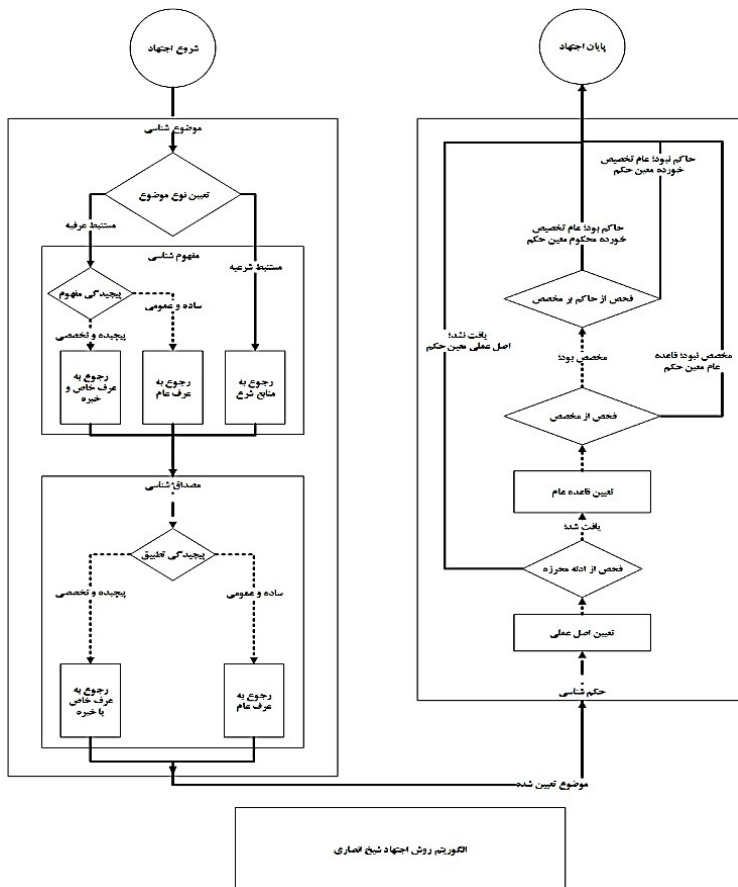 شروع اجتهاد
موضوع شناسی
تعیین نوع موضوع
مستنبط عرفیه
مستنبط شرعیه
مفهوم شناسی
پیچیدگی مفهوم
ساده و عمومی
پیچیده و تخصصی
رجوع به
منابع شرع
رجوع به
عرف عام
رجوع به
عرف خاص و
خبره
مصداق شناسی
پیچیدگی تطبیق
ساده و عمومی
پیچیده و تخصصی
رجوع به
عرف عام
رجوع به
عرف خاص
یا خبره
موضوع تعیین شده
حکم شناسی
تعیین اصل عملی
فحص از ادله محرزه
یافت نشد؛
اصل عملی معین حکم
یافت شد؛
تعیین قاعده عام
فحص از مخصص
مخصص نبود؛ قاعده
عام معین حکم
مخصص بود؛
فحص از حاکم بر مخصص
حاکم بود؛ عام تخصیص
خورده محکوم معین حکم
حاکم نبود؛ عام تخصیص
خورده معین حکم
پایان اجتهاد
الگوریتم روش اجتهاد شیخ انصاری